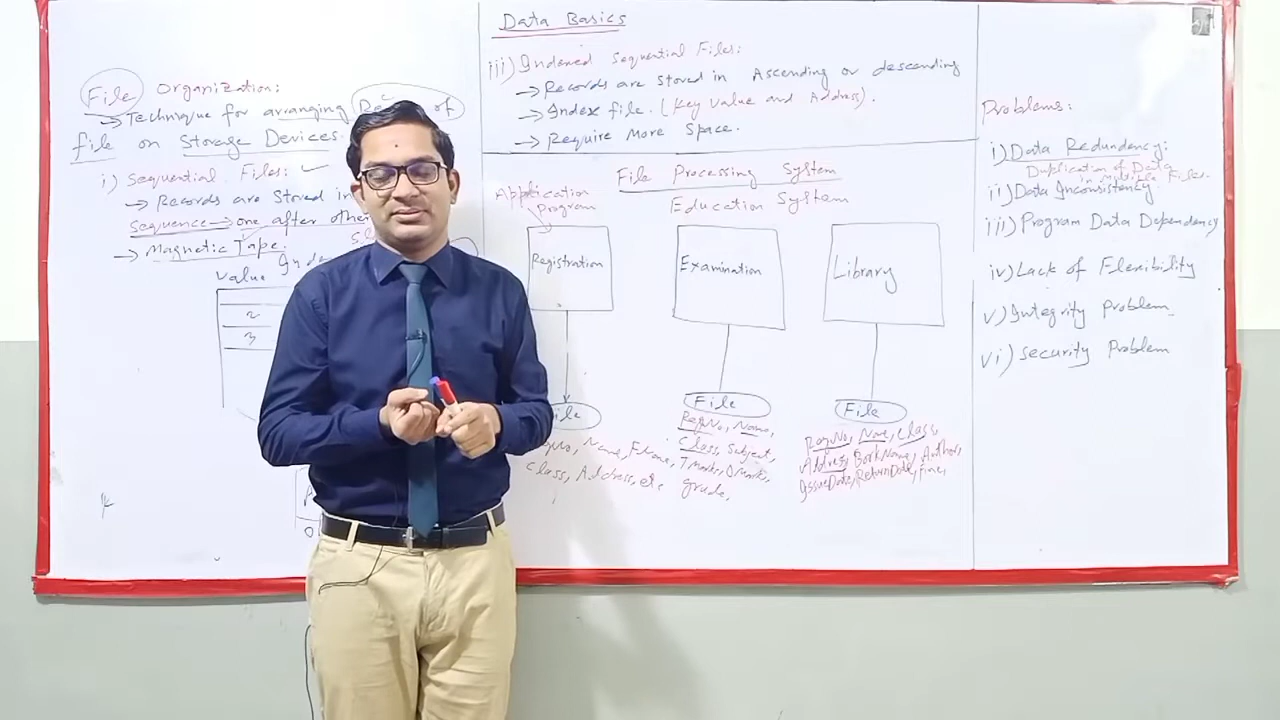 File Organization:
→ Technique for arranging of
file on Storage Devices.
i) Sequential Files:
→ Records are Stored in
sequence → one after other
→ Magnetic Tape.
Value
2
3
Data Basics
iii) Indexed Sequential Files:
→ Records are Stored in Ascending or descending
→ Index file. (Key Value and Address).
→ Require More Space.
File Processing System
Education System
Application
Program
Registration
Examination
Library
File
File
RegNo, Name, FName,
Class, Address, etc
RegNo, Name,
Class, Subject,
TMarks, OMarks,
grade,
RegNo, Name, Class,
Address, BookName, Author,
IssueDate, ReturnDate, Fine,
Problems:
i) Data Redundancy:
Duplication of Data
in multiple Files.
ii) Data Inconsistency
iii) Program Data Dependency
iv) Lack of Flexibility
v) Integrity Problem
vi) Security Problem